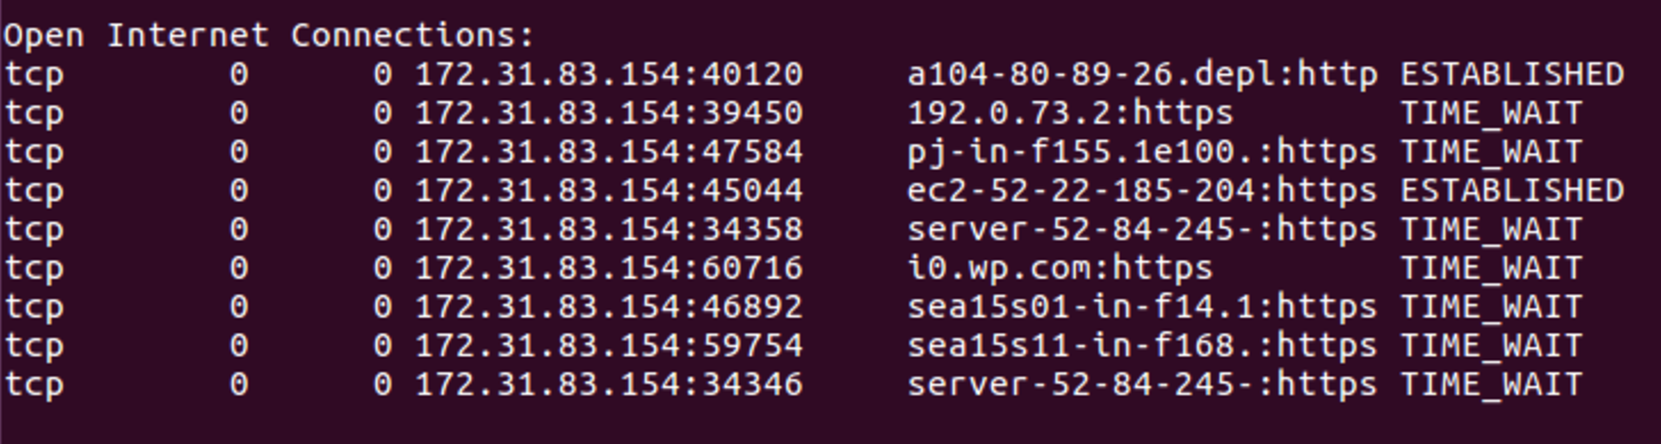 Open Internet Connections:
tcp        0      0 172.31.83.154:40120     a104-80-89-26.depl:http ESTABLISHED
tcp        0      0 172.31.83.154:39450     192.0.73.2:https        TIME_WAIT
tcp        0      0 172.31.83.154:47584     pj-in-f155.1e100.:https TIME_WAIT
tcp        0      0 172.31.83.154:45044     ec2-52-22-185-204:https ESTABLISHED
tcp        0      0 172.31.83.154:34358     server-52-84-245-:https TIME_WAIT
tcp        0      0 172.31.83.154:60716     i0.wp.com:https         TIME_WAIT
tcp        0      0 172.31.83.154:46892     sea15s01-in-f14.1:https TIME_WAIT
tcp        0      0 172.31.83.154:59754     sea15s11-in-f168.:https TIME_WAIT
tcp        0      0 172.31.83.154:34346     server-52-84-245-:https TIME_WAIT